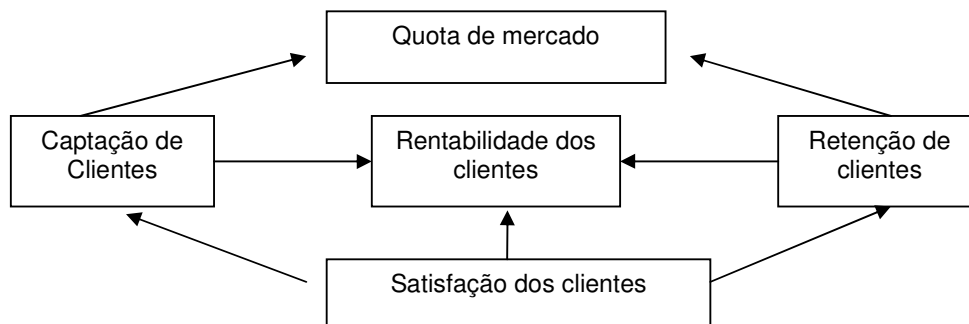 Quota de mercado
Captação de
Clientes
Rentabilidade dos
clientes
Retenção de
clientes
Satisfação dos clientes